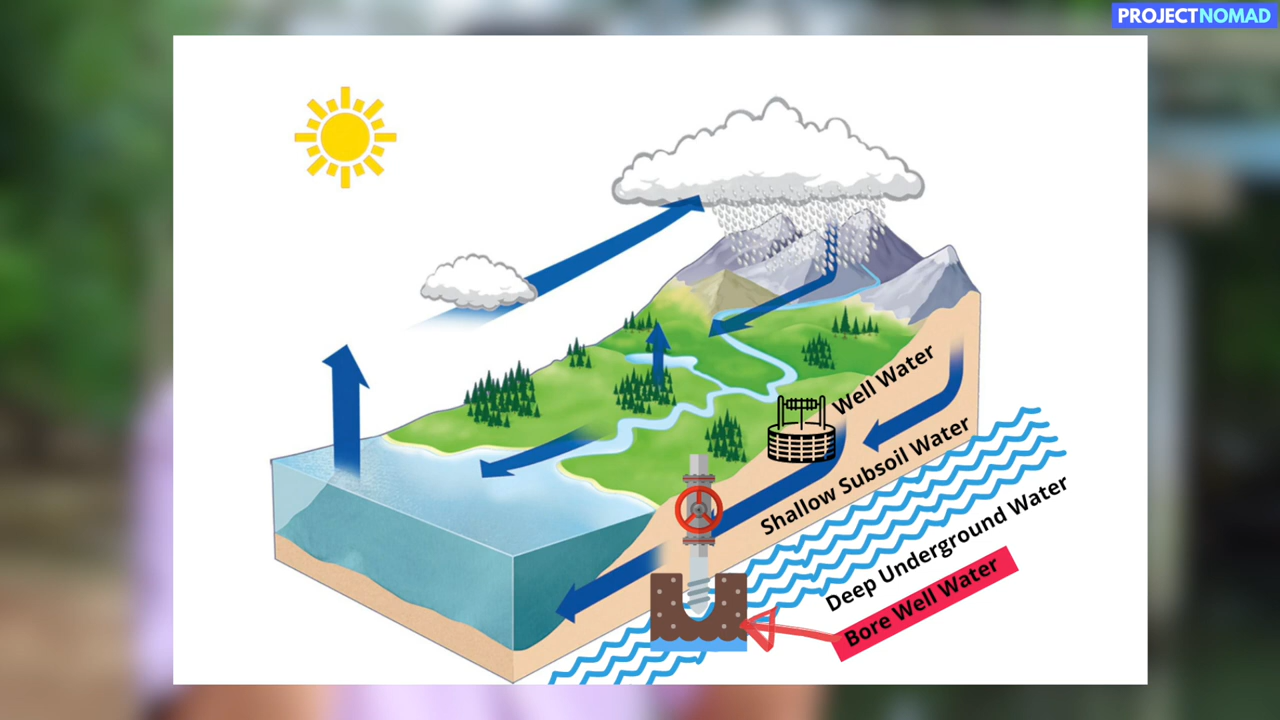 PROJECTNOMAD
Well Water
Shallow Subsoil Water
Deep Underground Water
Bore Well Water